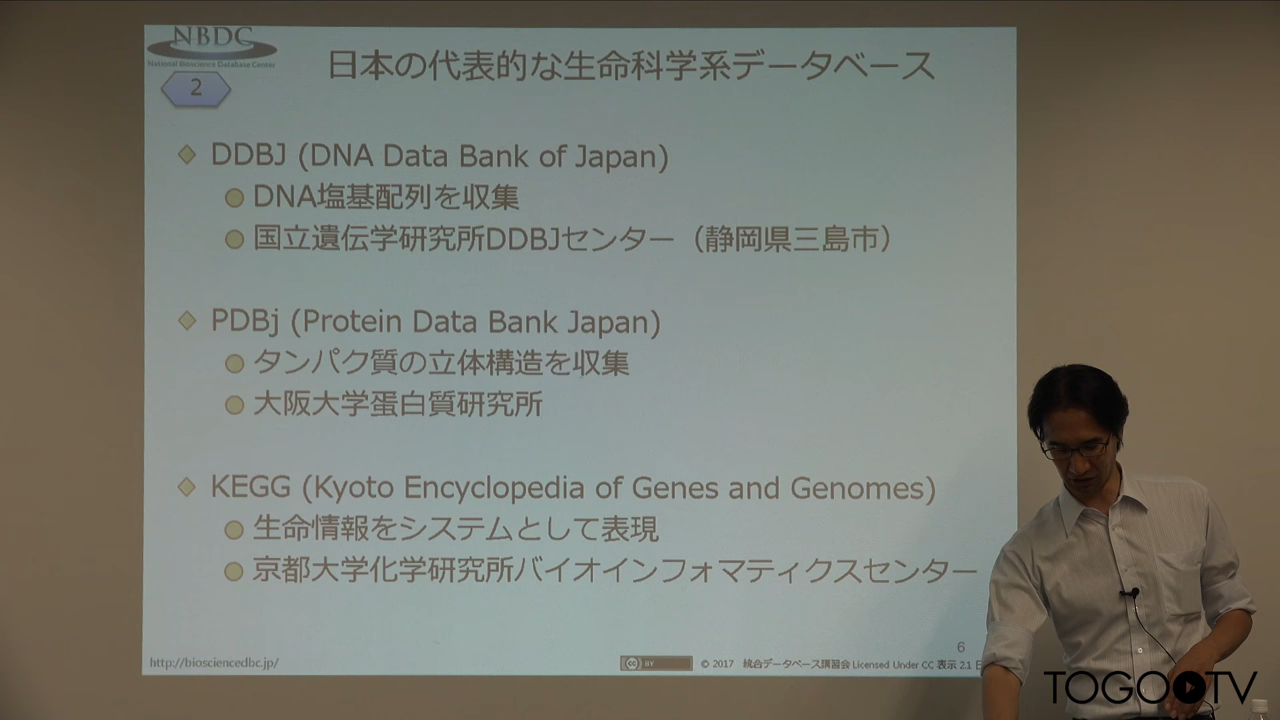 NBDC
National Bioscience Database Center
2
日本の代表的な生命科学系データベース
DDBJ (DNA Data Bank of Japan)
DNA塩基配列を収集
国立遺伝学研究所DDBJセンター（静岡県三島市）
PDBj (Protein Data Bank Japan)
タンパク質の立体構造を収集
大阪大学蛋白質研究所
KEGG (Kyoto Encyclopedia of Genes and Genomes)
生命情報をシステムとして表現
京都大学化学研究所バイオインフォマティクスセンター
6
http://biosciencedbc.jp/
cc BY
© 2017 統合データベース講習会 Licensed Under CC 表示 2.1 日
TOGOTV